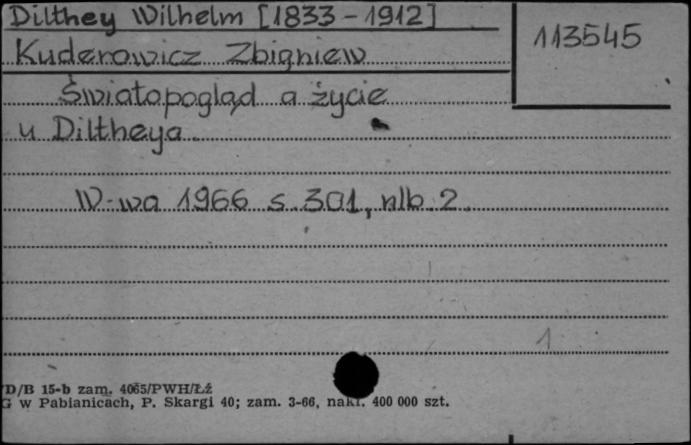 Dilthey Wilhelm [1833-1912]
113545
Kuderowicz Zbigniew
Światopogląd a życie
u Diltheya
W-wa 1966 s. 301, nlb. 2.
1
D/B 15-b zam. 4065/PWH/Łż
G w Pabianicach, P. Skargi 40; zam. 3-66, nakł. 400 000 szt.